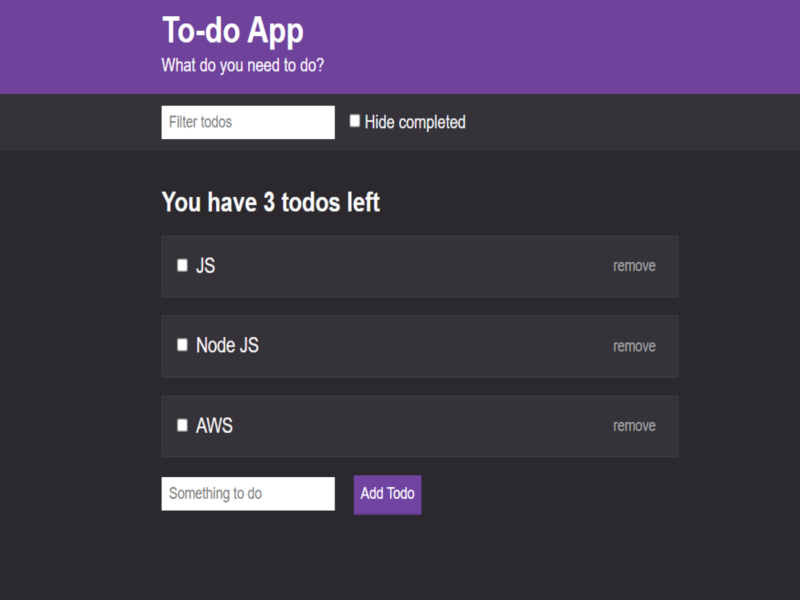 To-do App
What do you need to do?
Filter todos
Hide completed
You have 3 todos left
JS remove
Node JS remove
AWS remove
Something to do Add Todo